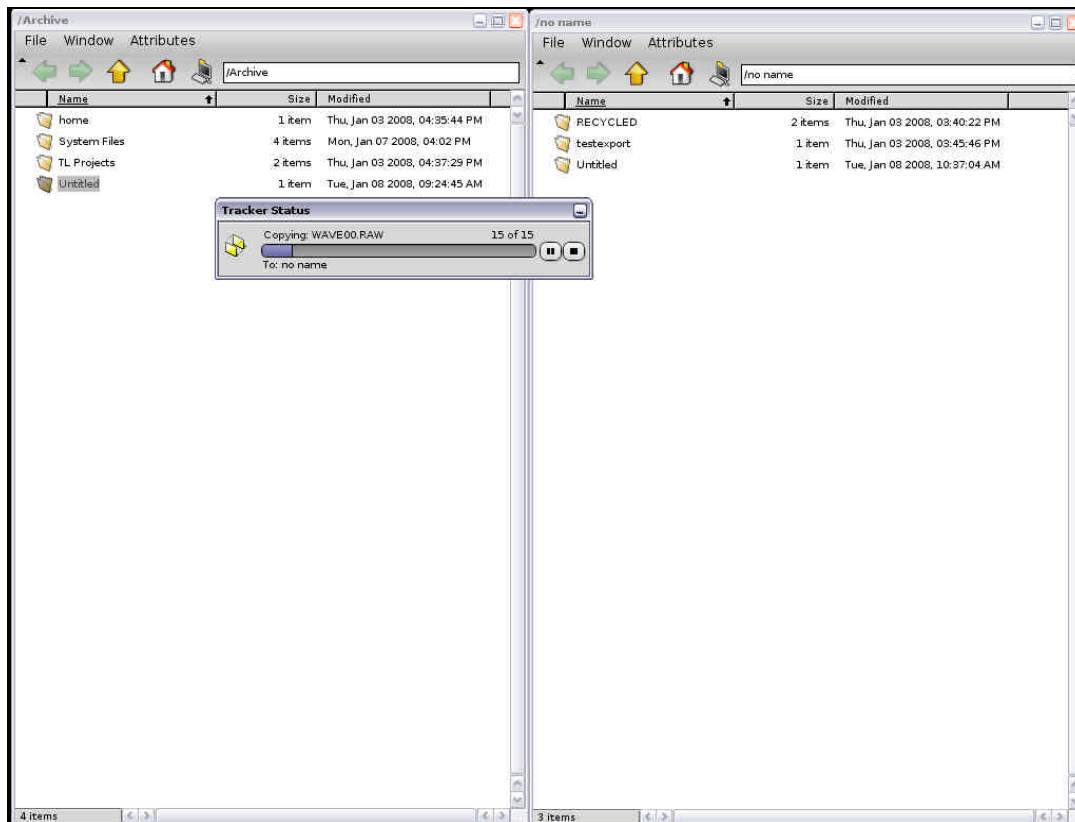 /Archive
File Window Attributes
/Archive
Name Size Modified
home 1 item Thu, Jan 03 2008, 04:35:44 PM
System Files 4 items Mon, Jan 07 2008, 04:02 PM
TL Projects 2 items Thu, Jan 03 2008, 04:37:29 PM
Untitled 1 item Tue, Jan 08 2008, 09:24:45 AM
4 items
/no name
File Window Attributes
/no name
Name Size Modified
RECYCLED 2 items Thu, Jan 03 2008, 03:40:22 PM
testexport 1 item Thu, Jan 03 2008, 03:45:46 PM
Untitled 1 item Tue, Jan 08 2008, 10:37:04 AM
3 items
Tracker Status
Copying: WAVE00.RAW 15 of 15
To: no name